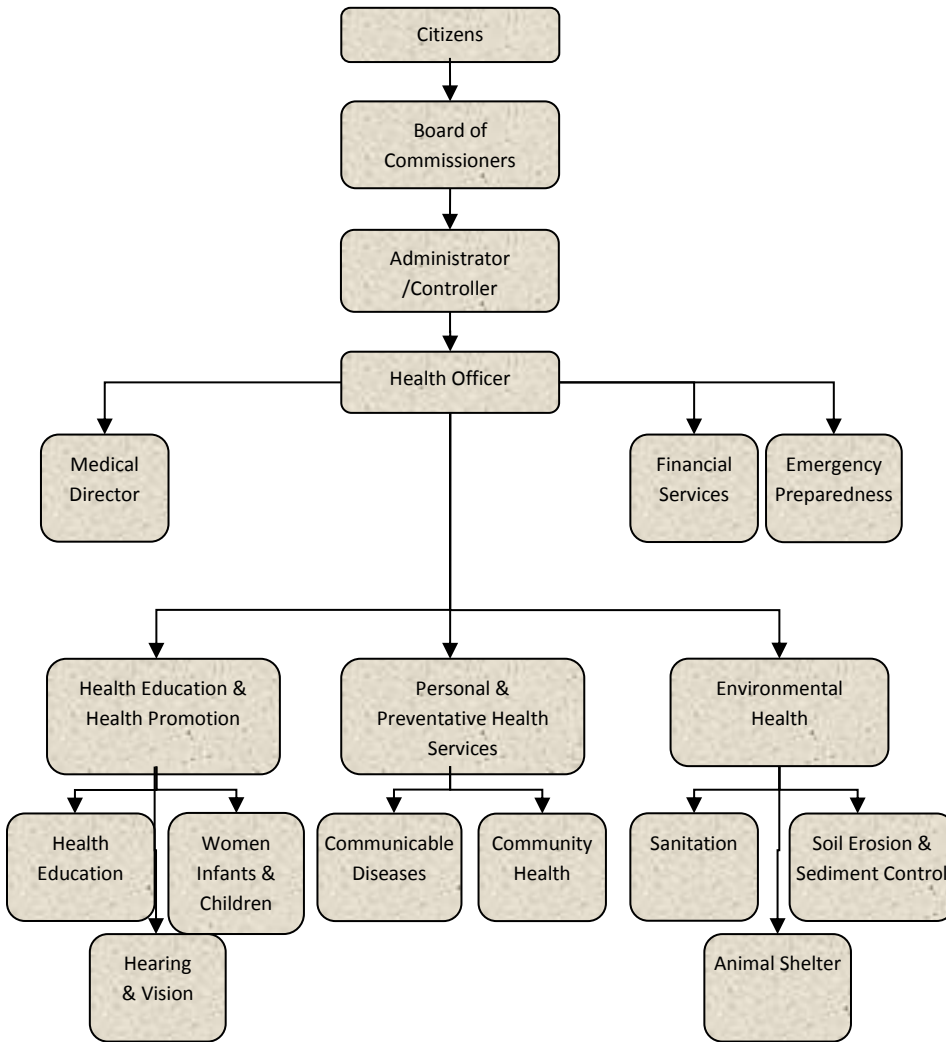 Citizens
Board of
Commissioners
Administrator
/Controller
Health Officer
Medical
Director
Financial
Services
Emergency
Preparedness
Health Education &
Health Promotion
Personal &
Preventative Health
Services
Environmental
Health
Health
Education
Women
Infants &
Children
Communicable
Diseases
Community
Health
Sanitation
Soil Erosion &
Sediment Control
Hearing
& Vision
Animal Shelter